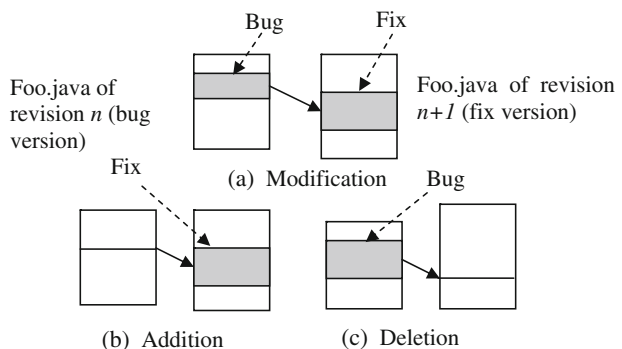 Bug
Fix
Foo.java of
revision n (bug
version)
Foo.java of revision
n+1 (fix version)
(a) Modification
Fix
Bug
(b) Addition
(c) Deletion